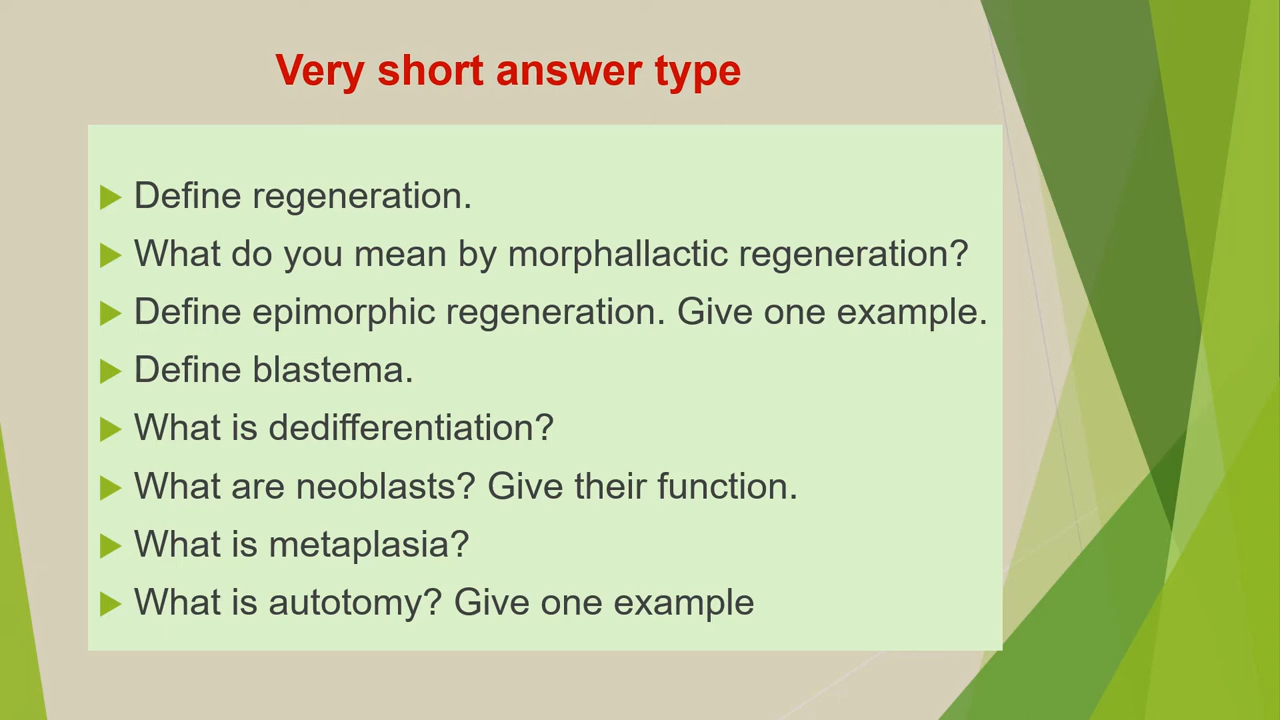 Very short answer type
Define regeneration.
What do you mean by morphallactic regeneration?
Define epimorphic regeneration. Give one example.
Define blastema.
What is dedifferentiation?
What are neoblasts? Give their function.
What is metaplasia?
What is autotomy? Give one example